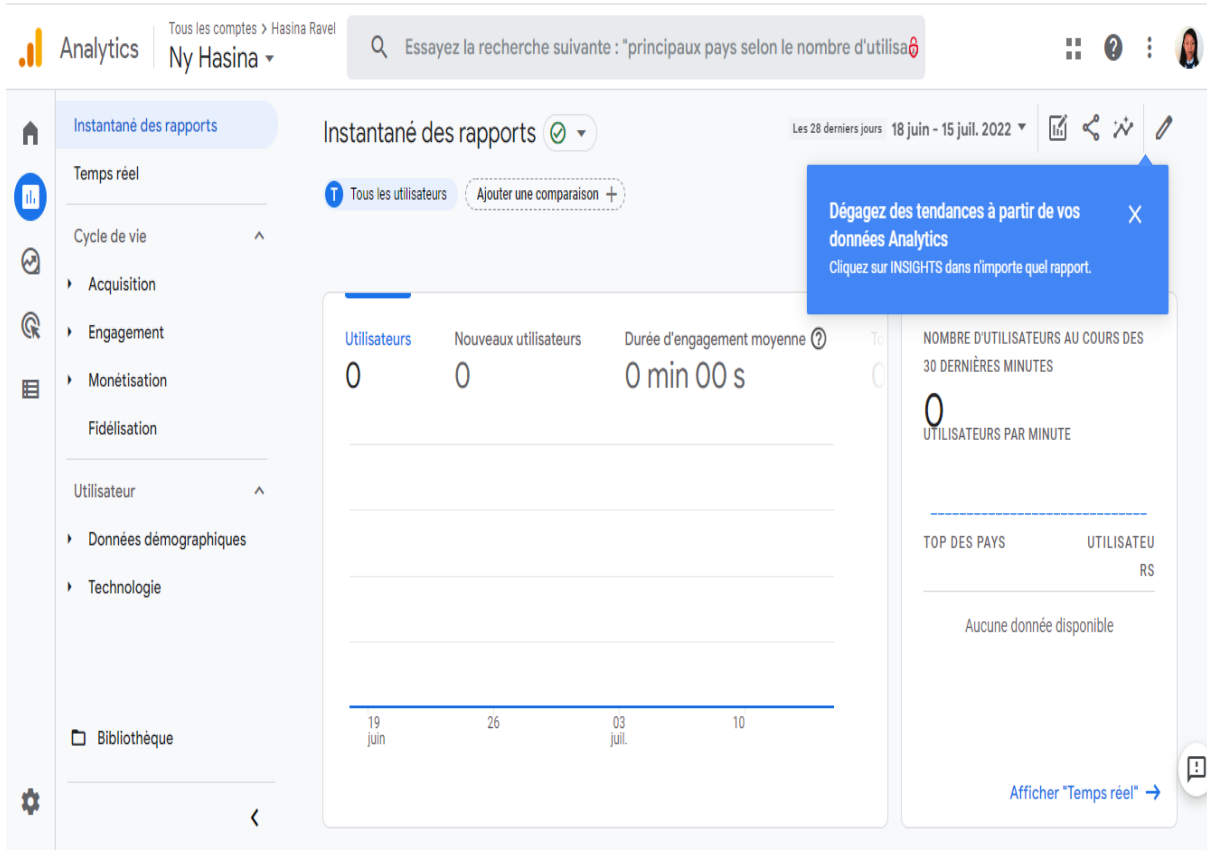 Analytics
Tous les comptes > Hasina Ravel
Ny Hasina
Essayez la recherche suivante : "principaux pays selon le nombre d'utilisa
Instantané des rapports
Temps réel
Cycle de vie
Acquisition
Engagement
Monétisation
Fidélisation
Utilisateur
Données démographiques
Technologie
Bibliothèque
Instantané des rapports
Les 28 derniers jours 18 juin - 15 juil. 2022
T Tous les utilisateurs
Ajouter une comparaison +
Dégagez des tendances à partir de vos
données Analytics
Cliquez sur INSIGHTS dans n'importe quel rapport.
X
Utilisateurs
0
Nouveaux utilisateurs
0
Durée d'engagement moyenne
0 min 00 s
To
0
19
juin
26
03
juil.
10
NOMBRE D'UTILISATEURS AU COURS DES
30 DERNIÈRES MINUTES
0
UTILISATEURS PAR MINUTE
TOP DES PAYS
UTILISATEU
RS
Aucune donnée disponible
Afficher "Temps réel" →